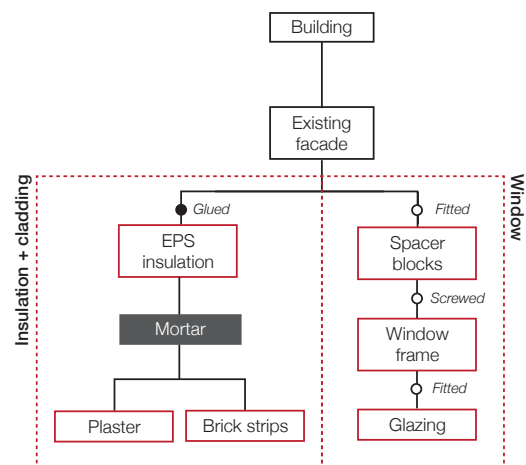 Building
Existing
facade
Insulation + cladding
Window
Glued
EPS
insulation
Mortar
Plaster
Brick strips
Fitted
Spacer
blocks
Screwed
Window
frame
Fitted
Glazing